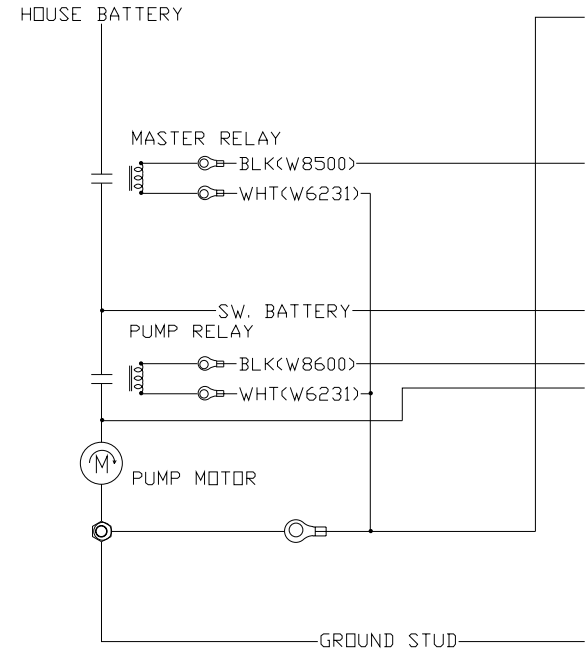 HOUSE BATTERY
MASTER RELAY
BLK(W8500)
WHT(W6231)
SW. BATTERY
PUMP RELAY
BLK(W8600)
WHT(W6231)
M
PUMP MOTOR
GROUND STUD